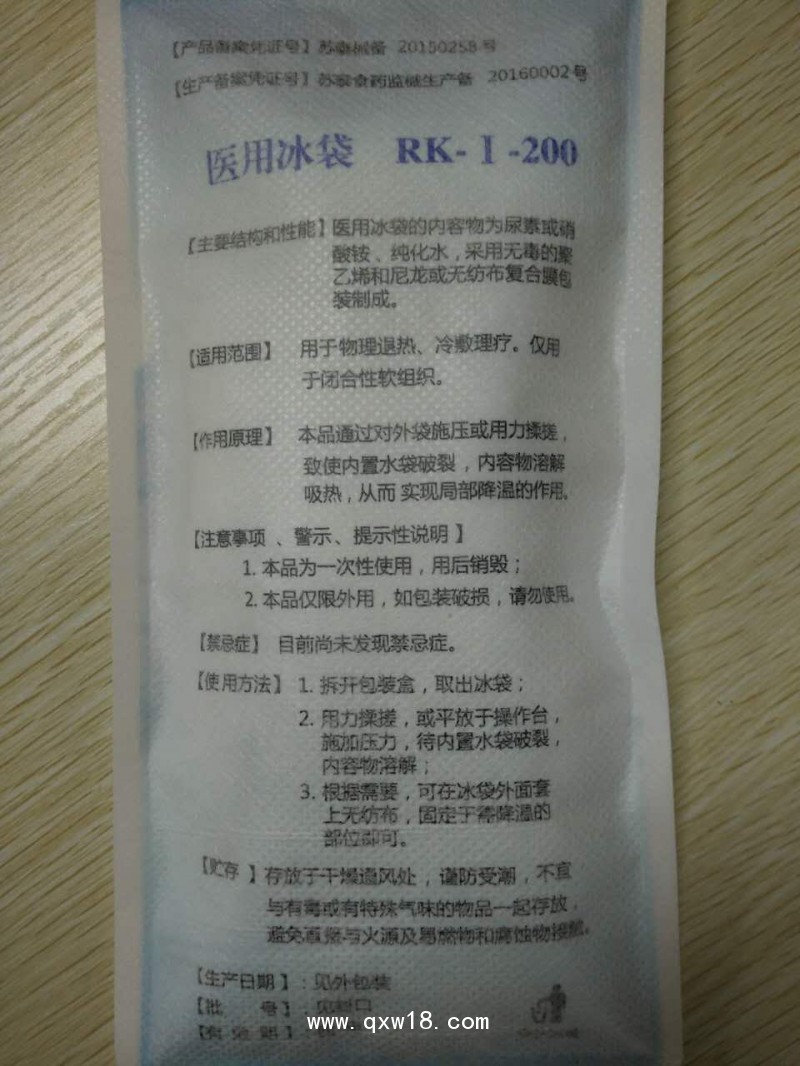 【产品备案凭证号】苏泰械备 20150258号
【生产备案凭证号】苏泰食药监械生产备 20160002号
医用冰袋 RK-Ⅰ-200
【主要结构和性能】医用冰袋的内容物为尿素或硝
酸铵、纯化水，采用无毒的聚
乙烯和尼龙或无纺布复合膜包
装制成。
【适用范围】 用于物理退热、冷敷理疗。仅用
于闭合性软组织。
【作用原理】 本品通过对外袋施压或用力揉搓，
致使内置水袋破裂，内容物溶解
吸热，从而 实现局部降温的作用。
【注意事项 、警示、提示性说明 】
1. 本品为一次性使用，用后销毁；
2. 本品仅限外用，如包装破损，请勿使用。
【禁忌症】 目前尚未发现禁忌症。
【使用方法】 1. 拆开包装盒，取出冰袋；
2. 用力揉搓，或平放于操作台，
施加压力，待内置水袋破裂，
内容物溶解；
3. 根据需要，可在冰袋外面套
上无纺布，固定于需降温的
部位即可。
【贮存 】存放于干燥通风处，谨防受潮，不宜
与有毒或有特殊气味的物品一起存放，
避免直接与火源及易燃物和腐蚀物接触。
【生产日期 】：见外包装
【批 号 】：见封口
【有 效 期 】：
www.qxw18.com